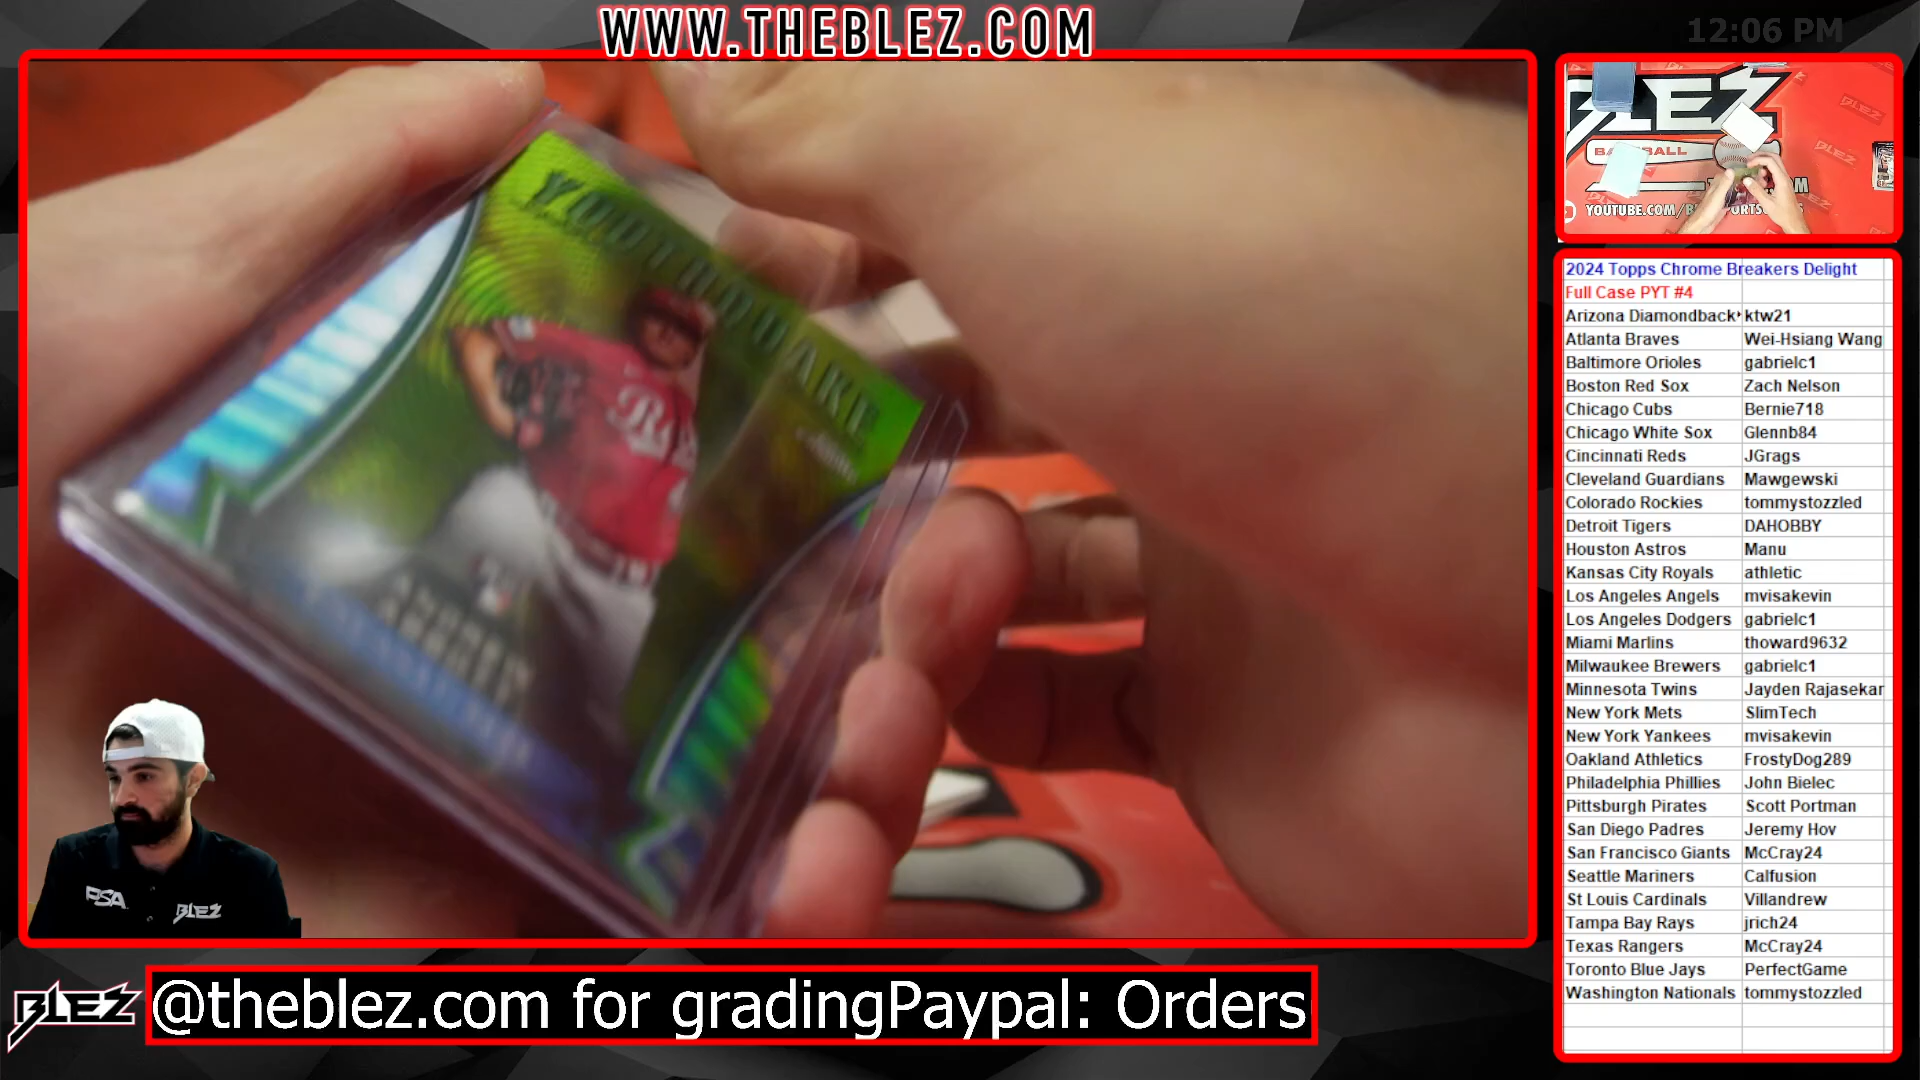 WWW.THEBLEZ.COM
12:06 PM
YOUTHQUAKE
Reds
ANDREW
ABBOTT
PSA
BLEZ
BLEZ
BLEZ
BLEZ
YOUTUBE.COM/
2024 Topps Chrome Breakers Delight
Full Case PYT #4
Arizona Diamondback ktw21
Atlanta Braves Wei-Hsiang Wang
Baltimore Orioles gabrielc1
Boston Red Sox Zach Nelson
Chicago Cubs Bernie718
Chicago White Sox Glennb84
Cincinnati Reds JGrags
Cleveland Guardians Mawgewski
Colorado Rockies tommystozzled
Detroit Tigers DAHOBBY
Houston Astros Manu
Kansas City Royals athletic
Los Angeles Angels mvisakevin
Los Angeles Dodgers gabrielc1
Miami Marlins thoward9632
Milwaukee Brewers gabrielc1
Minnesota Twins Jayden Rajasekar
New York Mets SlimTech
New York Yankees mvisakevin
Oakland Athletics FrostyDog289
Philadelphia Phillies John Bielec
Pittsburgh Pirates Scott Portman
San Diego Padres Jeremy Hov
San Francisco Giants McCray24
Seattle Mariners Calfusion
St Louis Cardinals Villandrew
Tampa Bay Rays jrich24
Texas Rangers McCray24
Toronto Blue Jays PerfectGame
Washington Nationals tommystozzled
BLEZ
@theblez.com for gradingPaypal: Orders